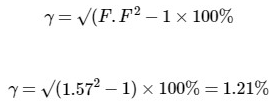 γ = √(F.F² − 1 × 100%
γ = √(1.57² − 1) × 100% = 1.21%